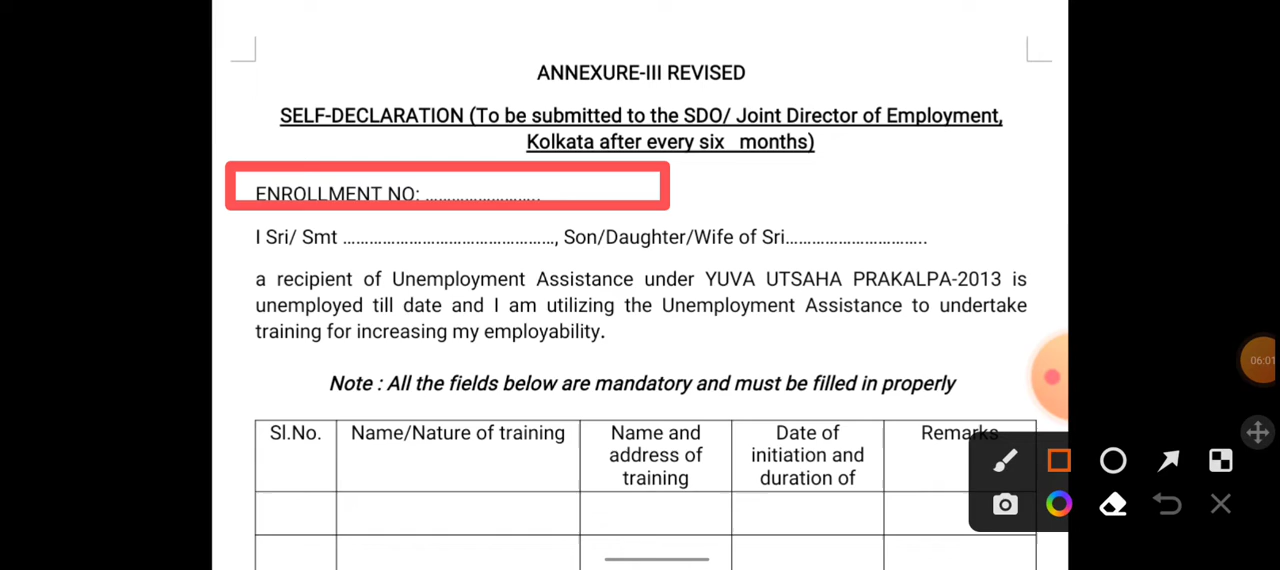 ANNEXURE-III REVISED
SELF-DECLARATION (To be submitted to the SDO/ Joint Director of Employment,
Kolkata after every six months)
ENROLLMENT NO: ……………………..
I Sri/ Smt …………………………………………, Son/Daughter/Wife of Sri…………………………..
a recipient of Unemployment Assistance under YUVA UTSAHA PRAKALPA-2013 is
unemployed till date and I am utilizing the Unemployment Assistance to undertake
training for increasing my employability.
Note : All the fields below are mandatory and must be filled in properly
Sl.No. Name/Nature of training Name and Date of Remarks
address of initiation and
training duration of
06:01